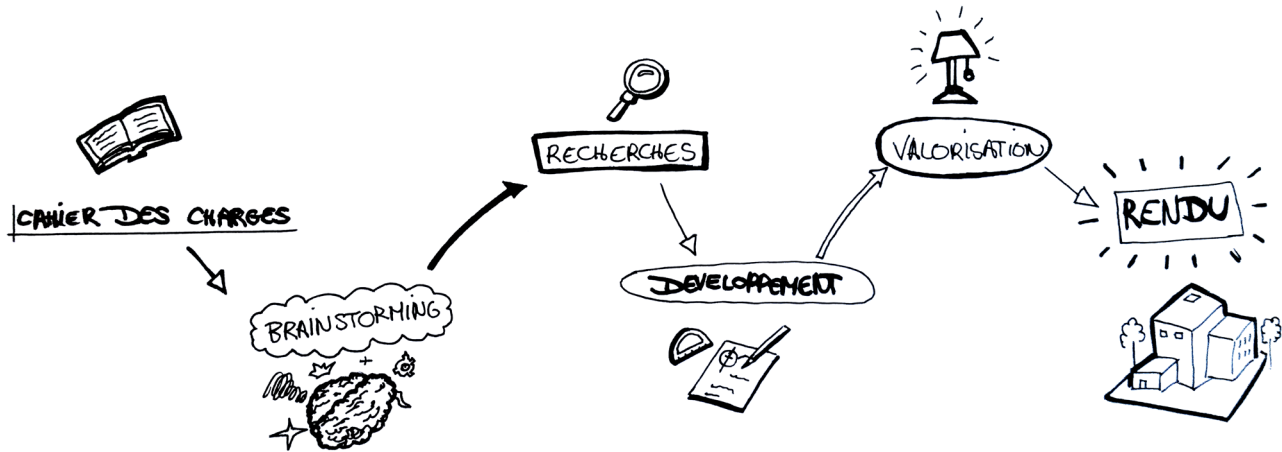 CAHIER DES CHARGES
BRAINSTORMING
RECHERCHES
DEVELOPPEMENT
VALORISATION
RENDU